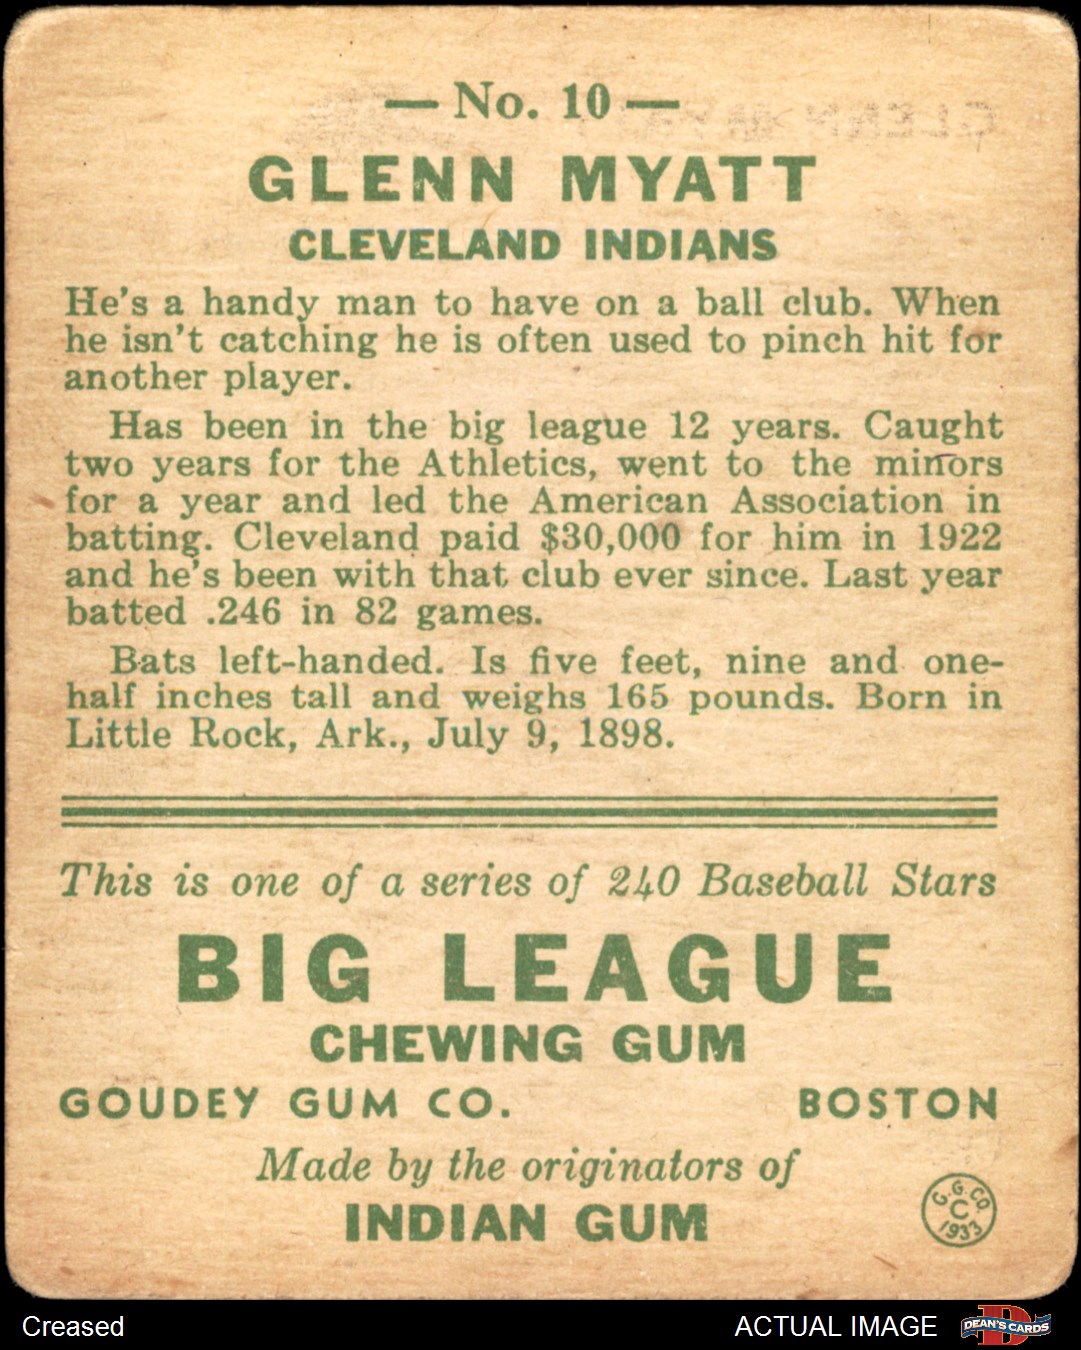 — No. 10 —
GLENN MYATT
CLEVELAND INDIANS
He's a handy man to have on a ball club. When
he isn't catching he is often used to pinch hit for
another player.
Has been in the big league 12 years. Caught
two years for the Athletics, went to the minors
for a year and led the American Association in
batting. Cleveland paid $30,000 for him in 1922
and he's been with that club ever since. Last year
batted .246 in 82 games.
Bats left-handed. Is five feet, nine and one-
half inches tall and weighs 165 pounds. Born in
Little Rock, Ark., July 9, 1898.
This is one of a series of 240 Baseball Stars
BIG LEAGUE
CHEWING GUM
GOUDEY GUM CO. BOSTON
Made by the originators of
INDIAN GUM
G.G.CO.
C
1933
Creased ACTUAL IMAGE DEAN'S CARDS